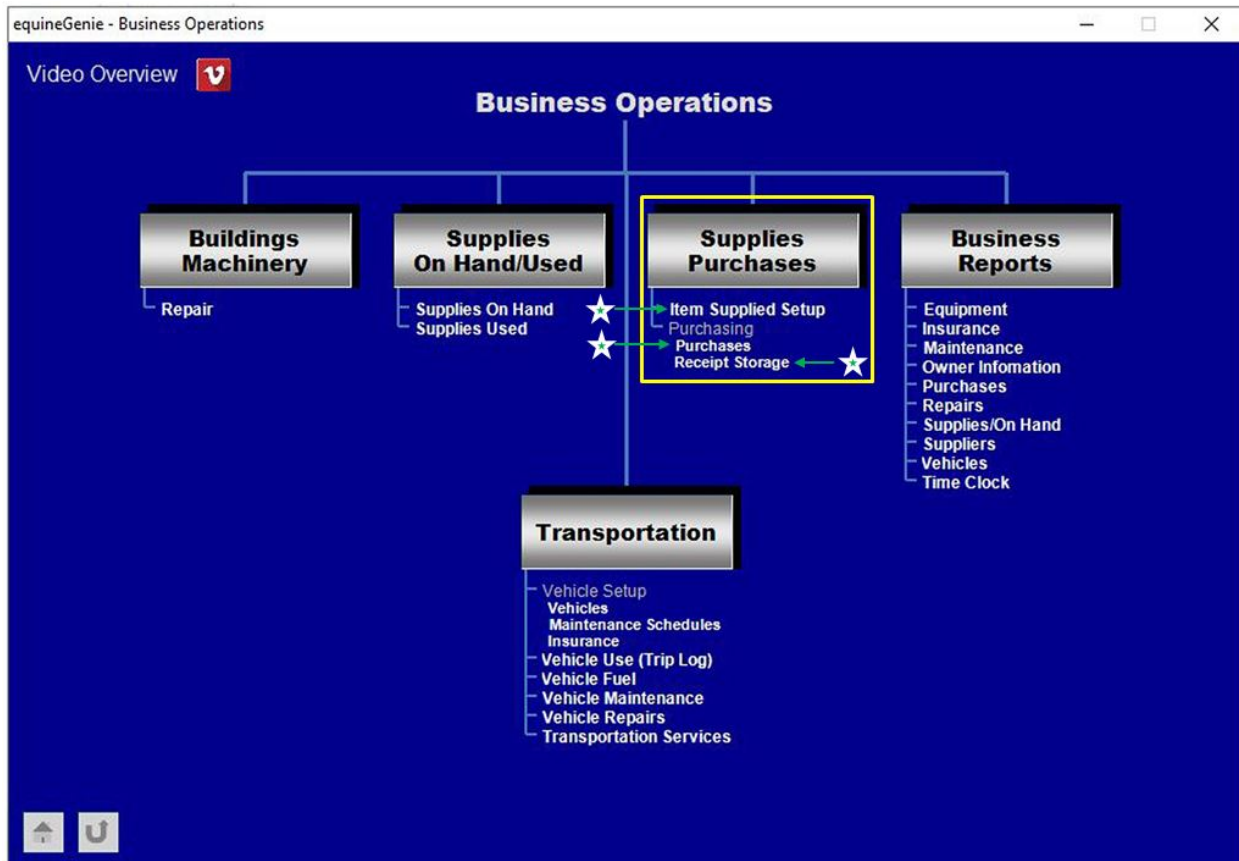 equineGenie - Business Operations
Video Overview
Business Operations
Buildings
Machinery
Repair
Supplies
On Hand/Used
Supplies On Hand
Supplies Used
Supplies
Purchases
Item Supplied Setup
Purchasing
Purchases
Receipt Storage
Business
Reports
Equipment
Insurance
Maintenance
Owner Infomation
Purchases
Repairs
Supplies/On Hand
Suppliers
Vehicles
Time Clock
Transportation
Vehicle Setup
Vehicles
Maintenance Schedules
Insurance
Vehicle Use (Trip Log)
Vehicle Fuel
Vehicle Maintenance
Vehicle Repairs
Transportation Services